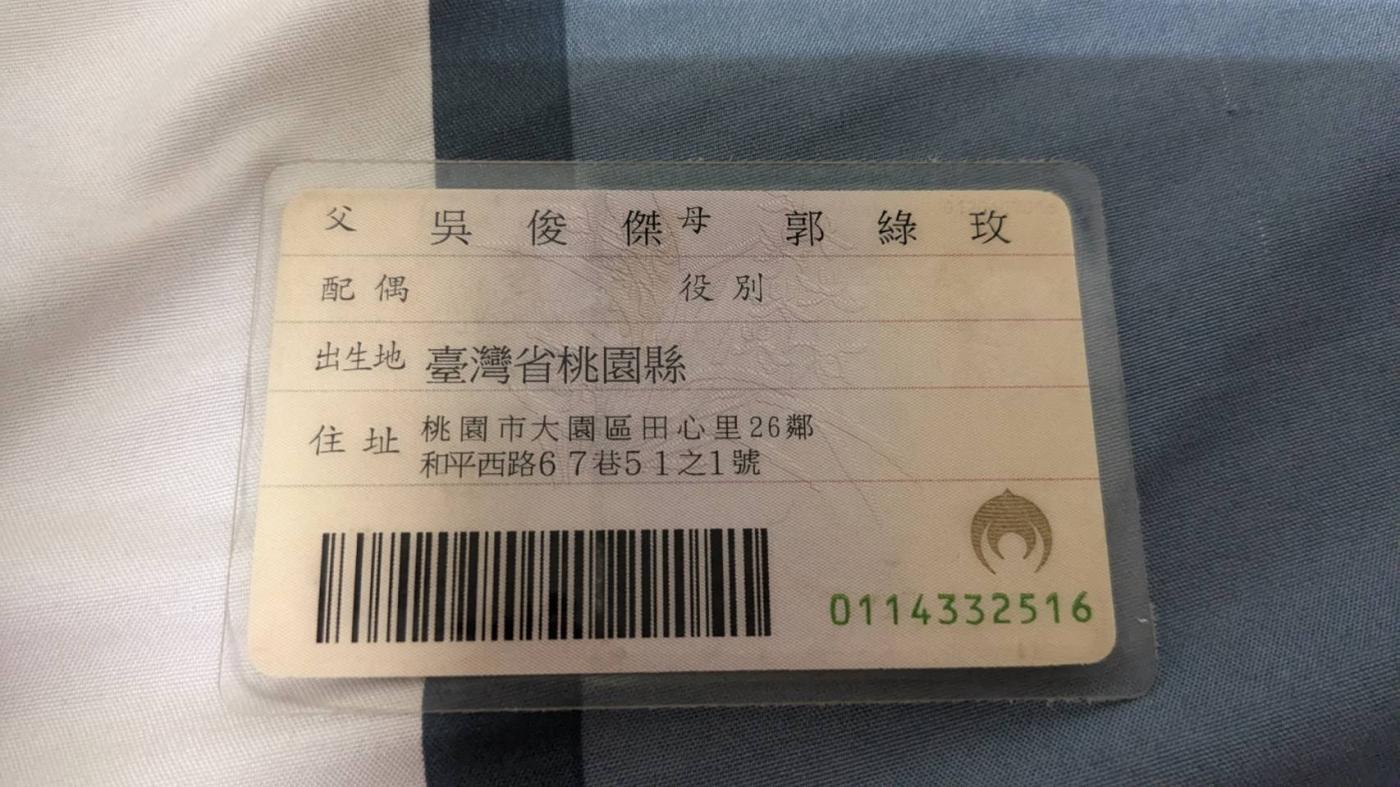 父 吳俊傑 母 郭綠玫
配偶 役別
出生地 臺灣省桃園縣
住址 桃園市大園區田心里26鄰
和平西路67巷51之1號
0114332516